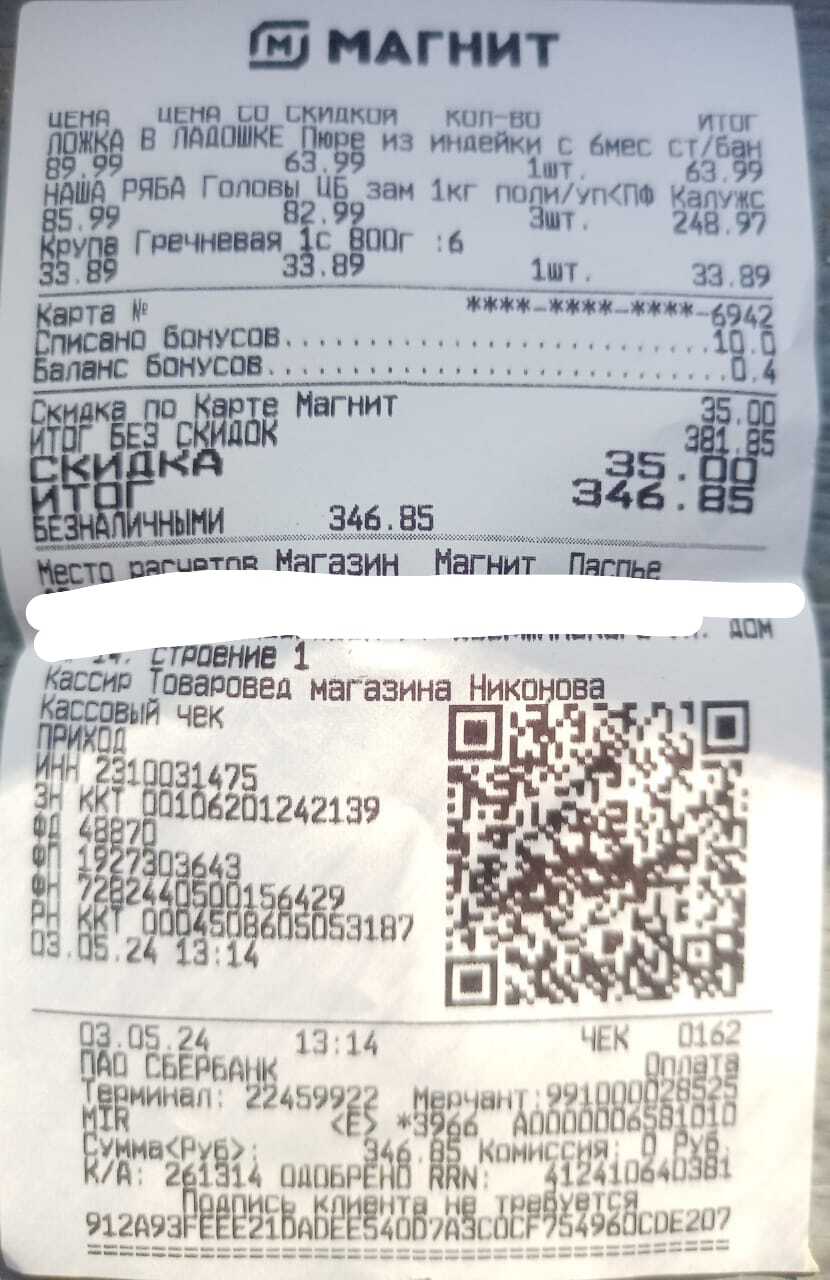 МАГНИТ
ЦЕНА ЦЕНА СО СКИДКОЙ КОЛ-ВО ИТОГ
ЛОЖКА В ЛАДОШКЕ Пюре из индейки с 6мес ст/бан
89.99 63.99 1шт. 63.99
НАША РЯБА Головы ЦБ зам 1кг поли/уп<ПФ Калужс
85.99 82.99 3шт. 248.97
Крупа Гречневая 1с 800г :6
33.89 33.89 1шт. 33.89
Карта № ****-****-****-6942
Списано бонусов 10.0
Баланс бонусов 0.4
Скидка по Карте Магнит 35.00
ИТОГ БЕЗ СКИДОК 381.85
СКИДКА 35.00
ИТОГ 346.85
БЕЗНАЛИЧНЫМИ 346.85
Место расчетов Магазин Магнит Паспье
дом
СТРОЕНИЕ 1
Кассир Товаровед магазина Никонова
Кассовый чек
ПРИХОД
ИНН 2310031475
ЗН ККТ 00106201242139
ФД 48870
ФП 1927303643
ФН 7282440500156429
РН ККТ 0004508605053187
03.05.24 13:14
03.05.24 13:14 ЧЕК 0162
ПАО СБЕРБАНК Оплата
Терминал: 22459922 Мерчант:991000028525
MIR <E> *3966 A0000006581010
Сумма<Руб>: 346.85 Комиссия: 0 Руб.
К/А: 261314 ОДОБРЕНО RRN: 412410640381
Подпись клиента не требуется
912A93FEEE21DADEE540D7A3C0CF754960CDE207